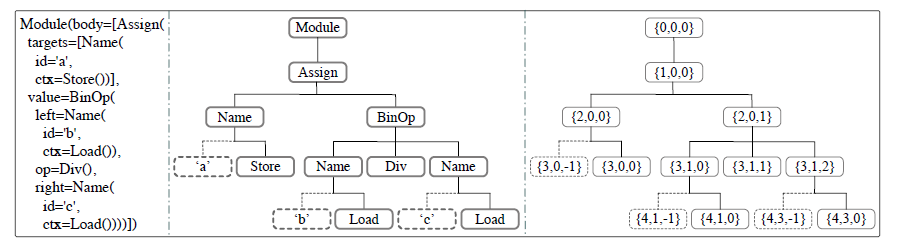 Module(body=[Assign(
targets=[Name(
id='a',
ctx=Store())],
value=BinOp(
left=Name(
id='b',
ctx=Load()),
op=Div(),
right=Name(
id='c',
ctx=Load()))])
Module
Assign
Name BinOp
‘a’ Store Name Div Name
‘b’ Load ‘c’ Load
{0,0,0}
{1,0,0}
{2,0,0} {2,0,1}
{3,0,-1} {3,0,0} {3,1,0} {3,1,1} {3,1,2}
{4,1,-1} {4,1,0} {4,3,-1} {4,3,0}